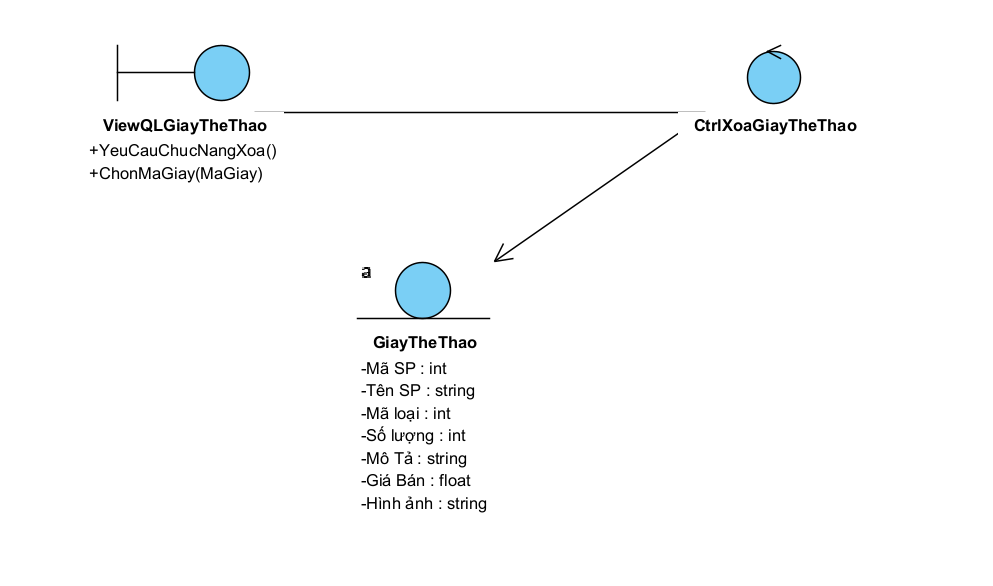 ViewQLGiayTheThao
+YeuCauChucNangXoa()
+ChonMaGiay(MaGiay)
CtrlXoaGiayTheThao
a
GiayTheThao
-Mã SP : int
-Tên SP : string
-Mã loại : int
-Số lượng : int
-Mô Tả : string
-Giá Bán : float
-Hình ảnh : string